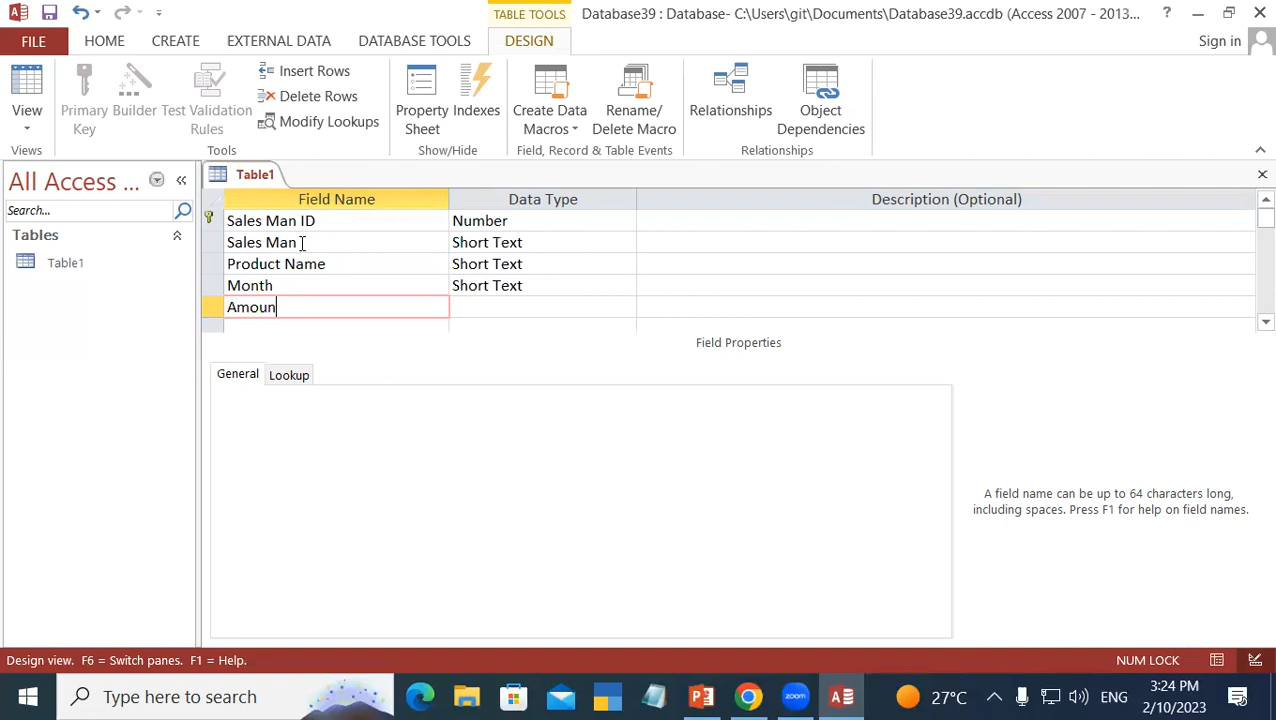 TABLE TOOLS
Database39 : Database- C:\Users\git\Documents\Database39.accdb (Access 2007 - 2013...
?
FILE
HOME
CREATE
EXTERNAL DATA
DATABASE TOOLS
DESIGN
Sign in
View
Primary Key
Builder
Test Validation Rules
Insert Rows
Delete Rows
Modify Lookups
Property Sheet
Indexes
Create Data Macros
Rename/ Delete Macro
Relationships
Object Dependencies
Views
Tools
Show/Hide
Field, Record & Table Events
Relationships
All Access ...
Search...
Tables
Table1
Table1
Field Name
Data Type
Description (Optional)
Sales Man ID
Number
Sales Man
Short Text
Product Name
Short Text
Month
Short Text
Amoun
Field Properties
General
Lookup
A field name can be up to 64 characters long,
including spaces. Press F1 for help on field names.
Design view. F6 = Switch panes. F1 = Help.
NUM LOCK
Type here to search
zoom
27°C
ENG
3:24 PM
2/10/2023